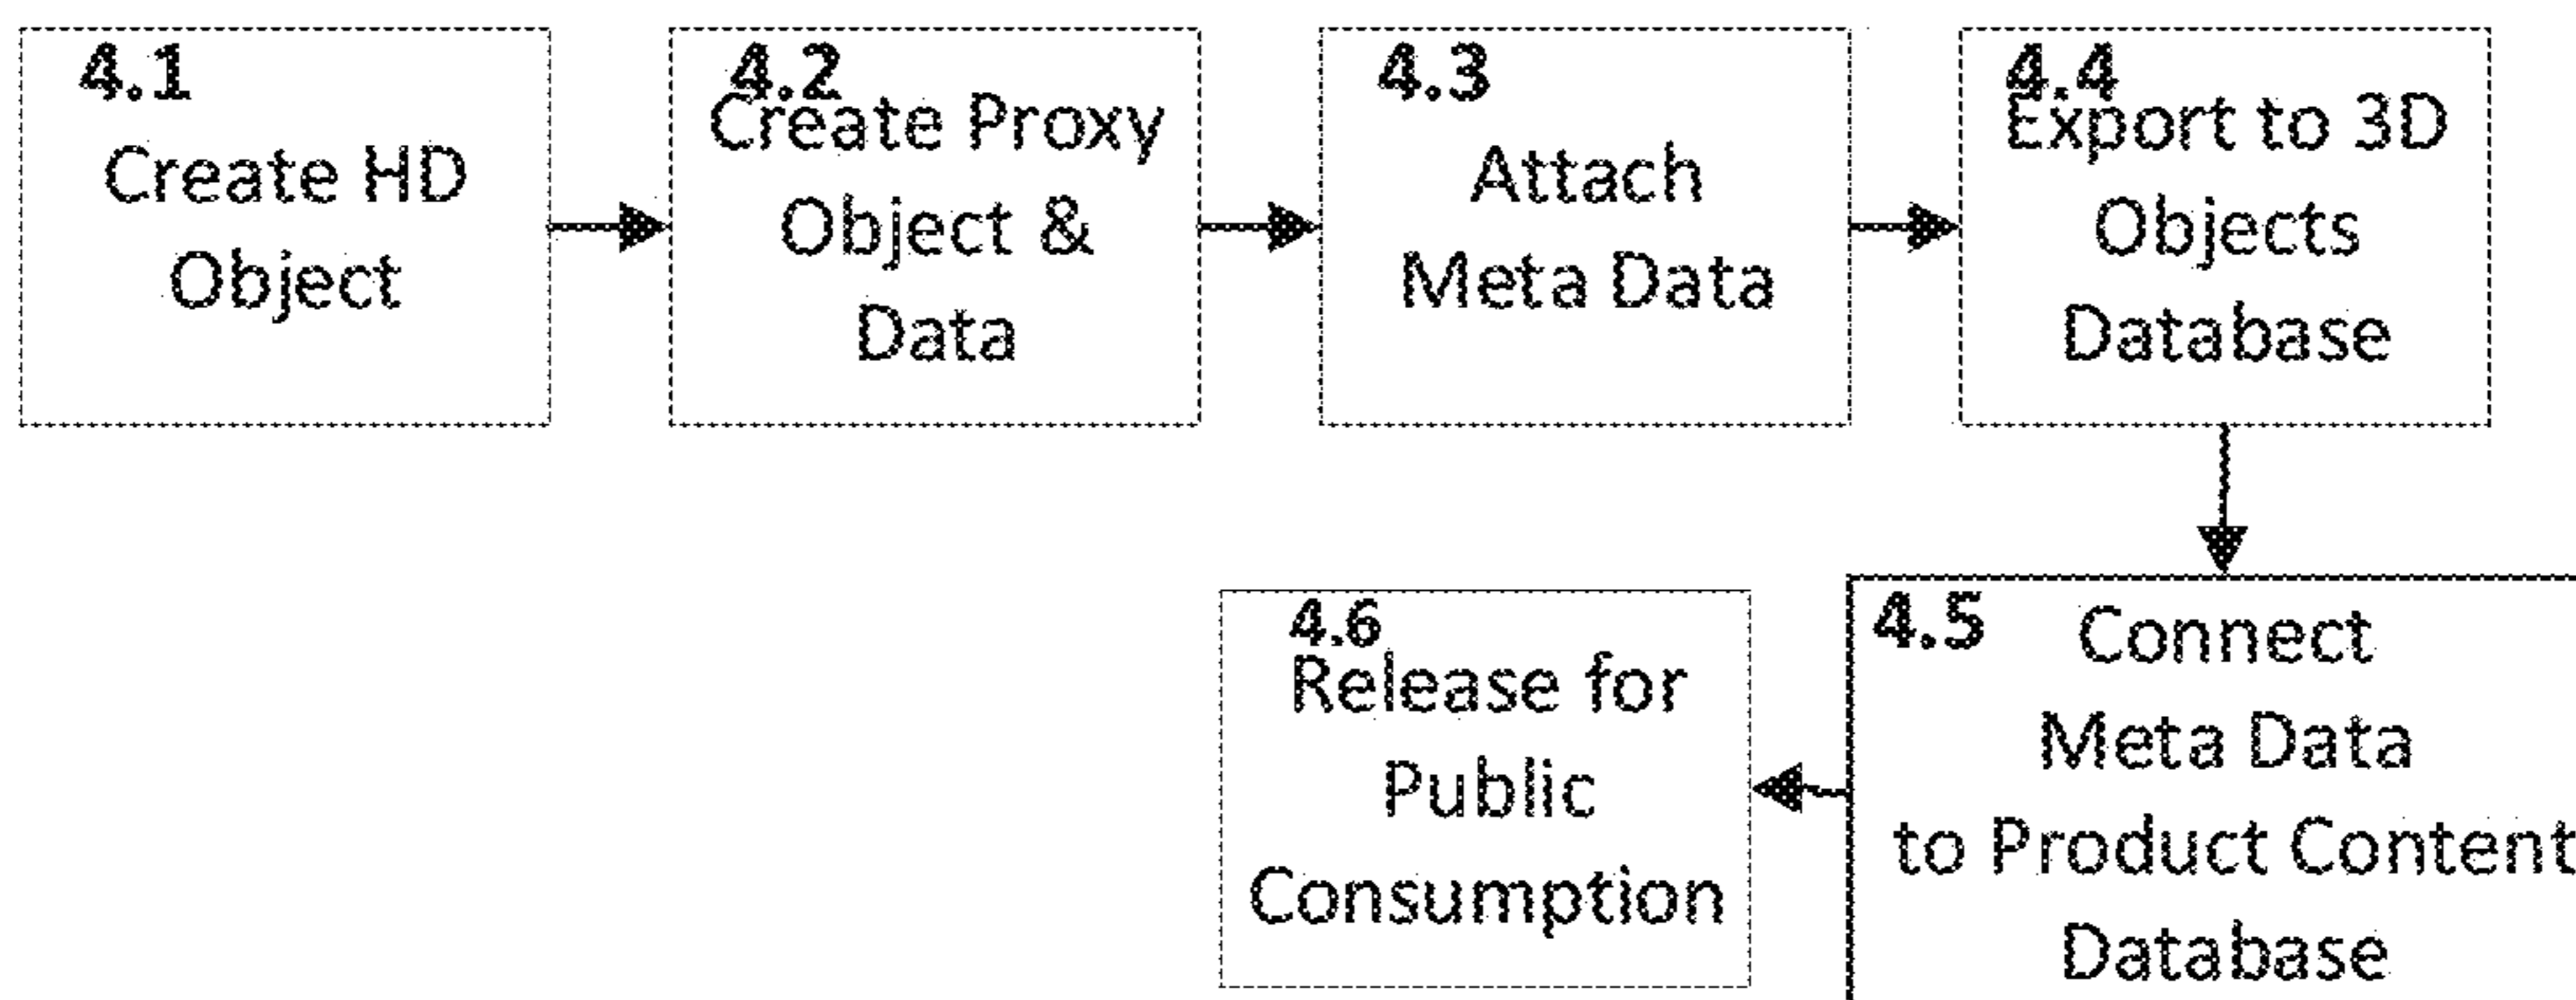 4.1
Create HD
Object
4.2
Create Proxy
Object &
Data
4.3
Attach
Meta Data
4.4
Export to 3D
Objects
Database
4.5
Connect
Meta Data
to Product Content
Database
4.6
Release for
Public
Consumption